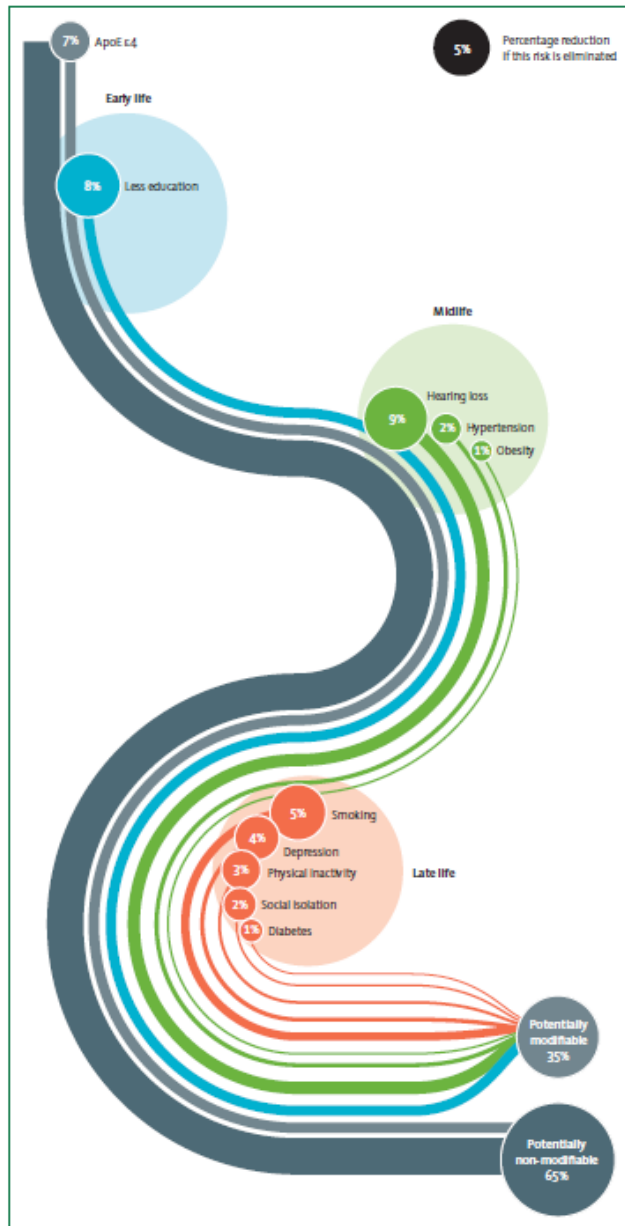 7%
ApoE ε4
5%
Percentage reduction
if this risk is eliminated
Early life
8%
Less education
Midlife
Hearing loss
9%
2%
Hypertension
1%
Obesity
5%
Smoking
4%
Depression
3%
Physical inactivity
Late life
2%
Social isolation
1%
Diabetes
Potentially
modifiable
35%
Potentially
non-modifiable
65%